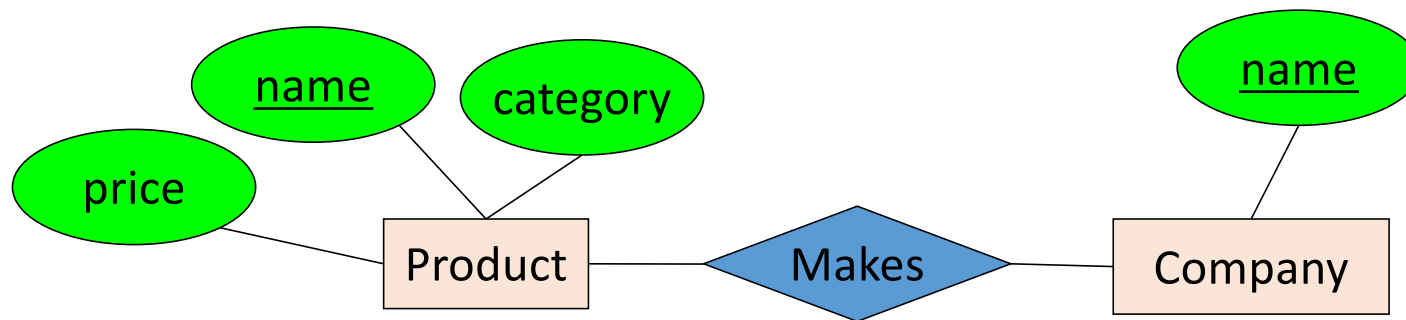 name
name
category
price
Product
Makes
Company